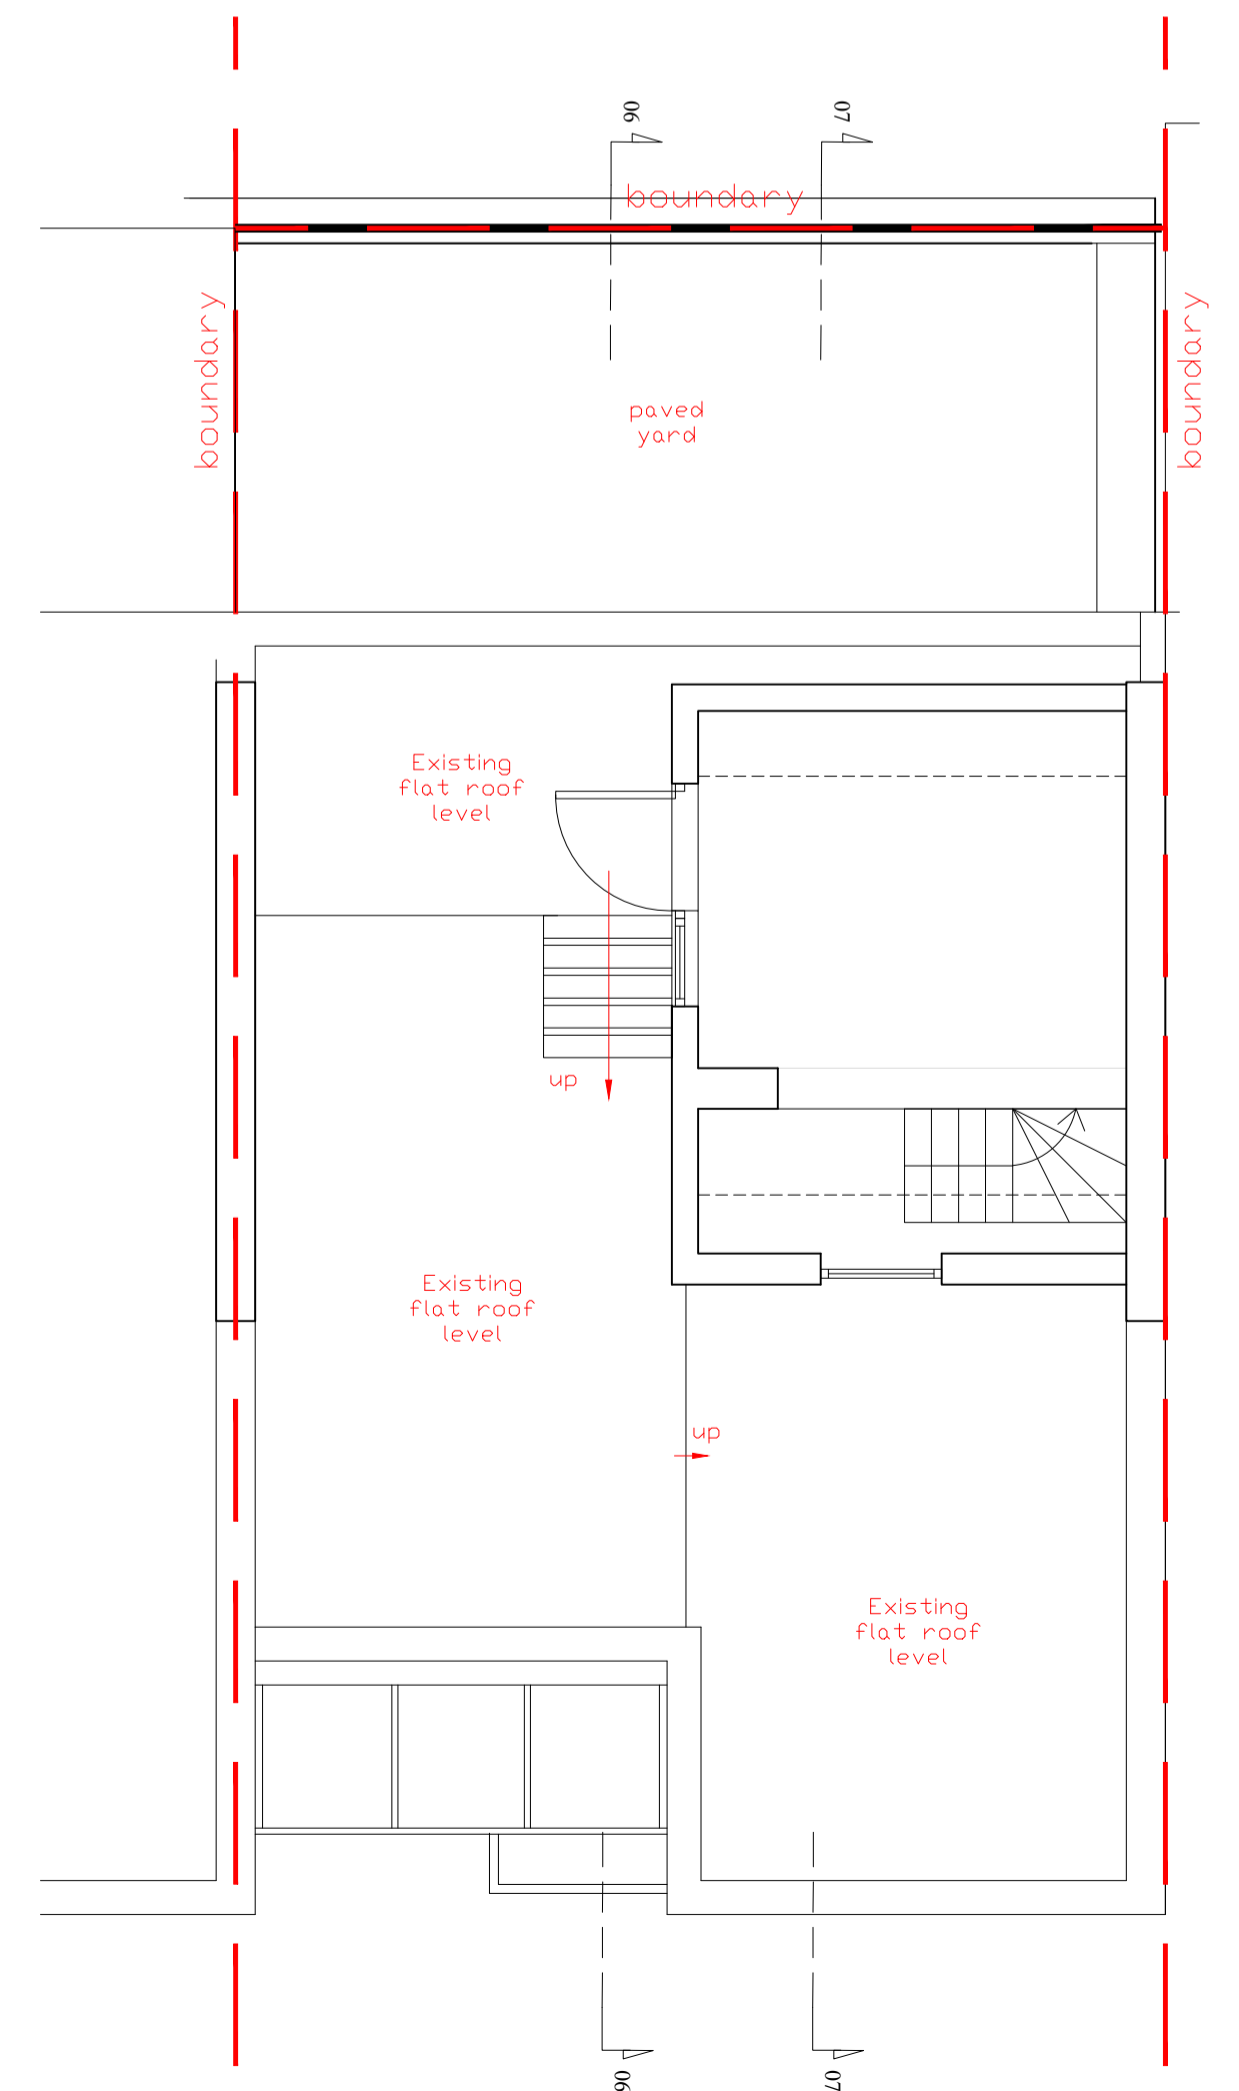 06
07
boundary
boundary
boundary
paved
yard
Existing
flat roof
level
up
Existing
flat roof
level
up
Existing
flat roof
level
06
07